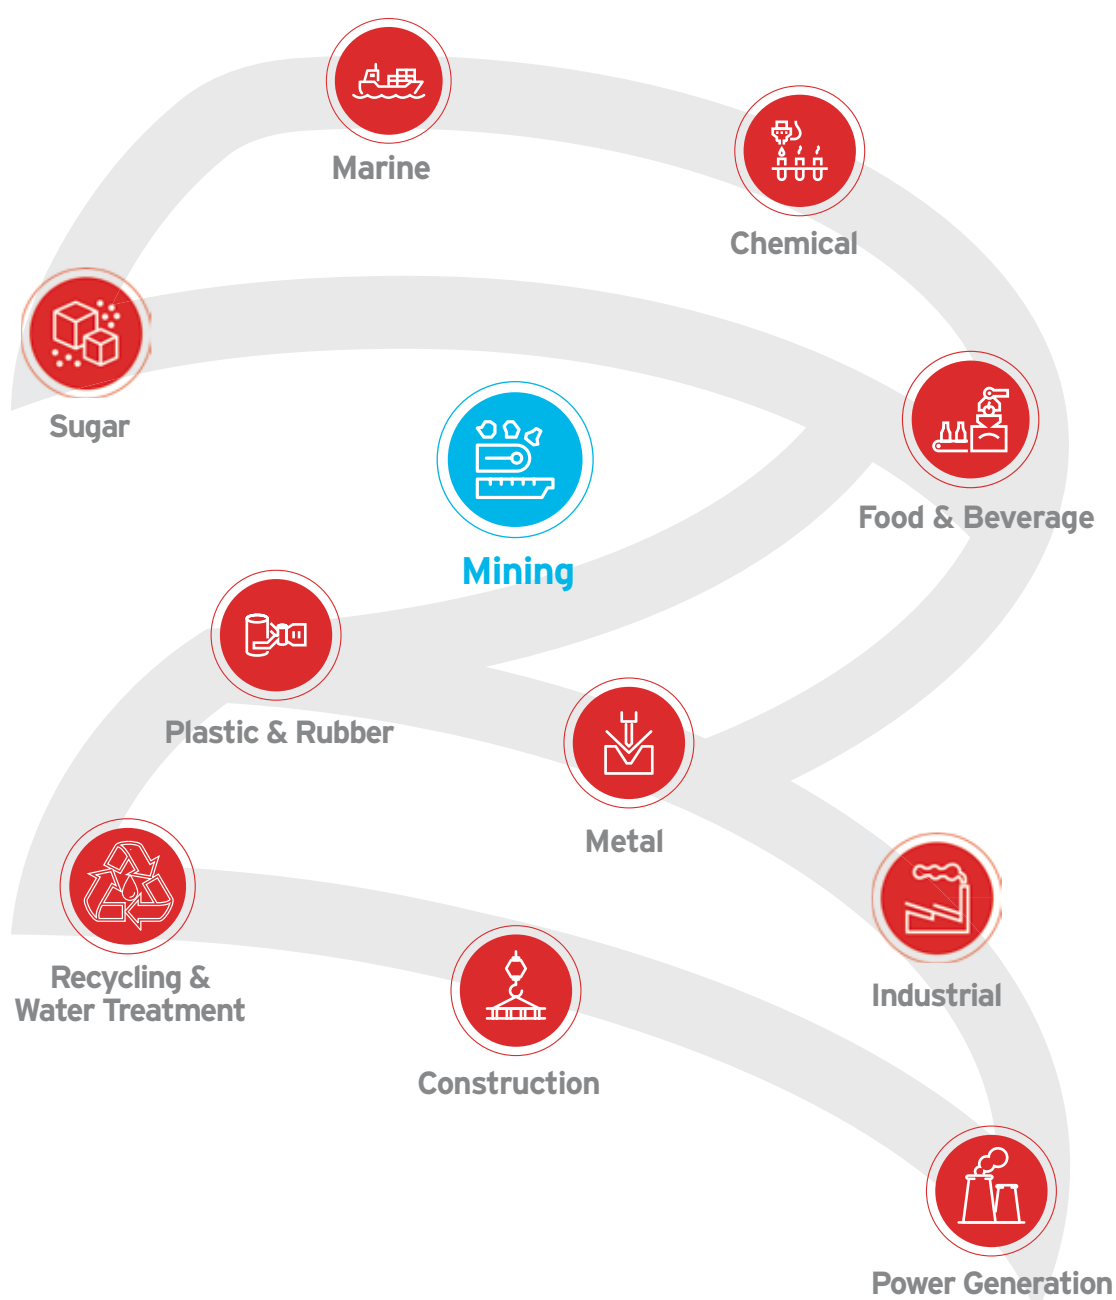 Marine
Chemical
Sugar
Food & Beverage
Mining
Plastic & Rubber
Metal
Recycling &
Water Treatment
Industrial
Construction
Power Generation